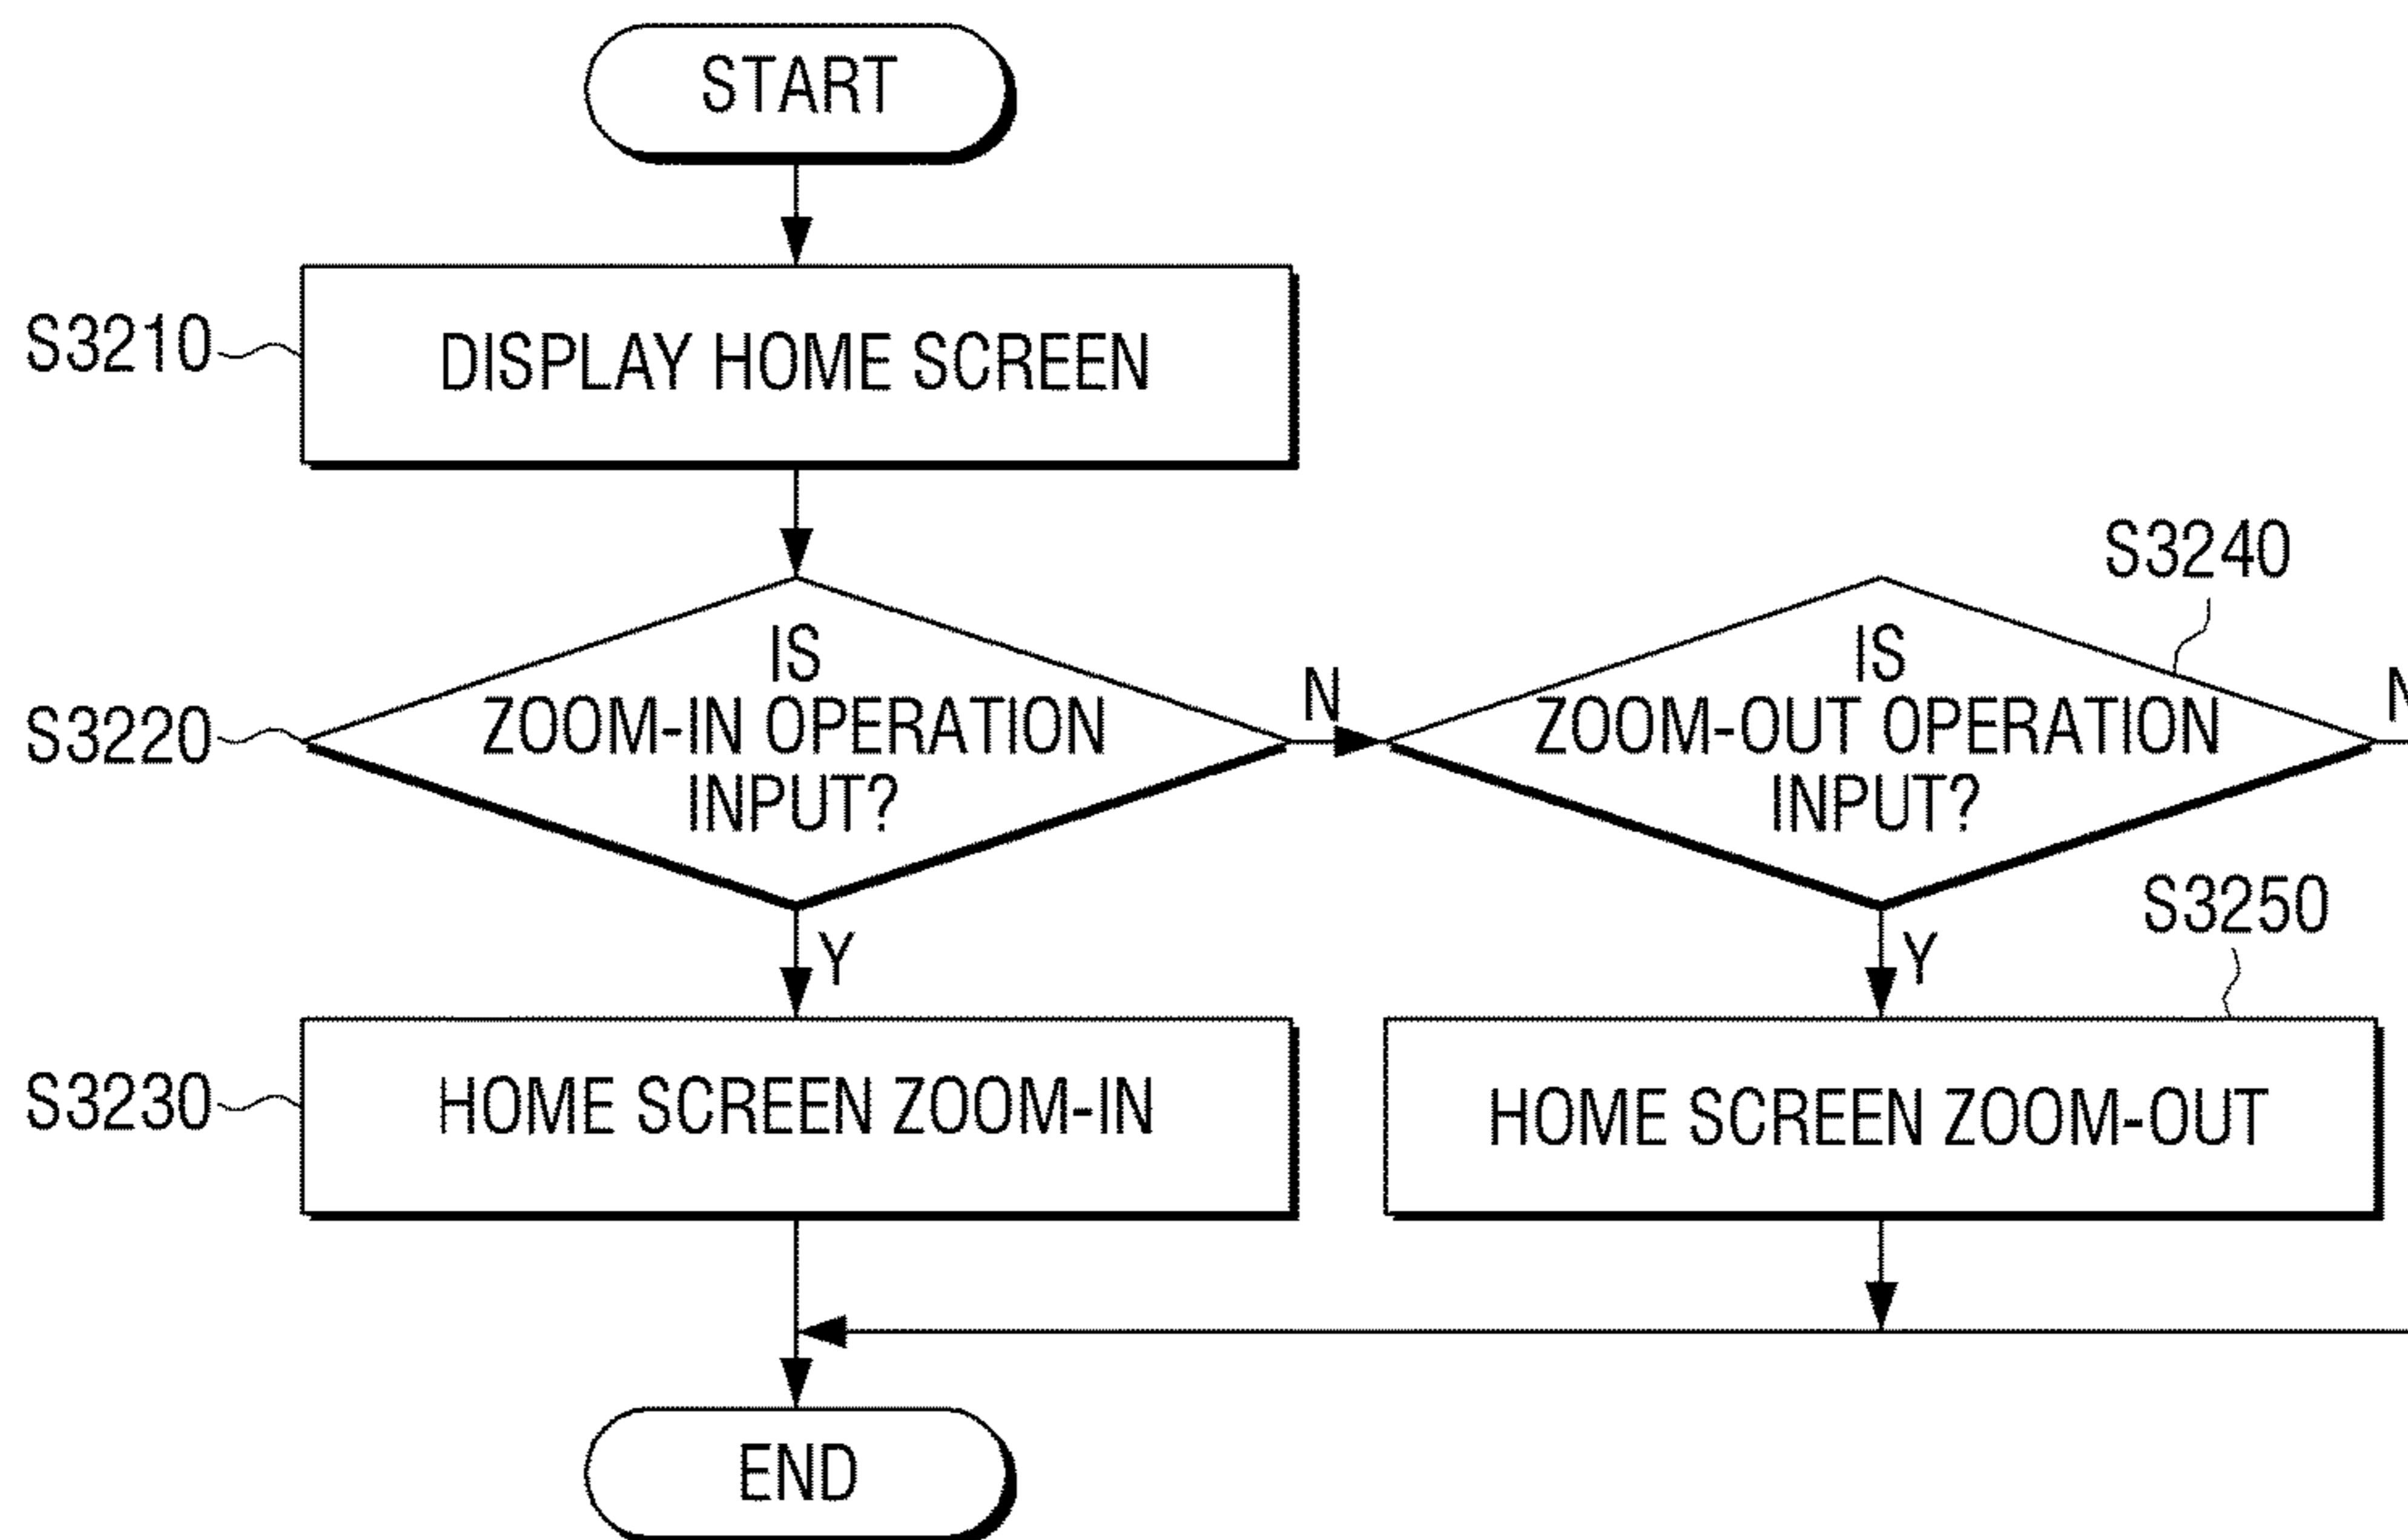 START
S3210
DISPLAY HOME SCREEN
S3220
IS
ZOOM-IN OPERATION
INPUT?
N
S3240
IS
ZOOM-OUT OPERATION
INPUT?
N
Y
S3230
HOME SCREEN ZOOM-IN
Y
S3250
HOME SCREEN ZOOM-OUT
END